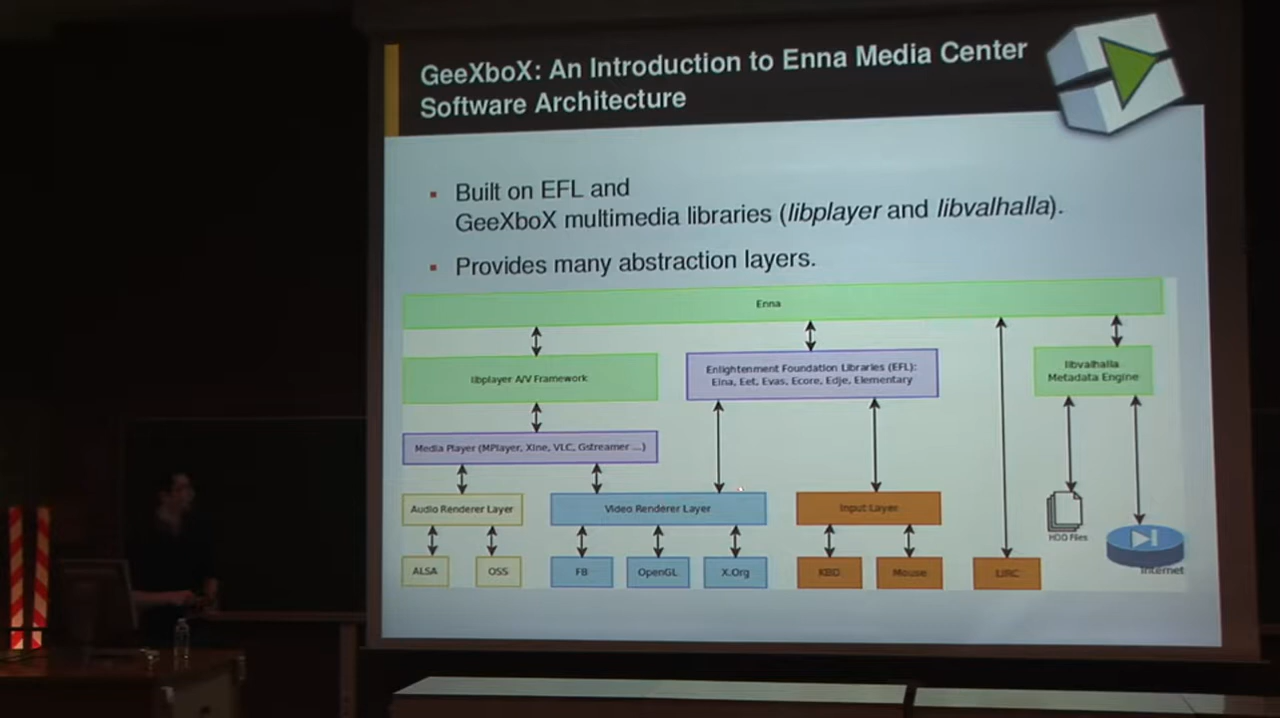 GeeXboX: An Introduction to Enna Media Center
Software Architecture
Built on EFL and
GeeXboX multimedia libraries (libplayer and libvalhalla).
Provides many abstraction layers.
Enna
libplayer A/V Framework
Enlightenment Foundation Libraries (EFL):
Eina, Eet, Evas, Ecore, Edje, Elementary
libvalhalla
Metadata Engine
Media Player (MPlayer, Xine, VLC, Gstreamer ...)
Audio Renderer Layer
Video Renderer Layer
Input Layer
HDD Files
ALSA
OSS
FB
OpenGL
X.Org
KBD
Mouse
LIRC
Internet